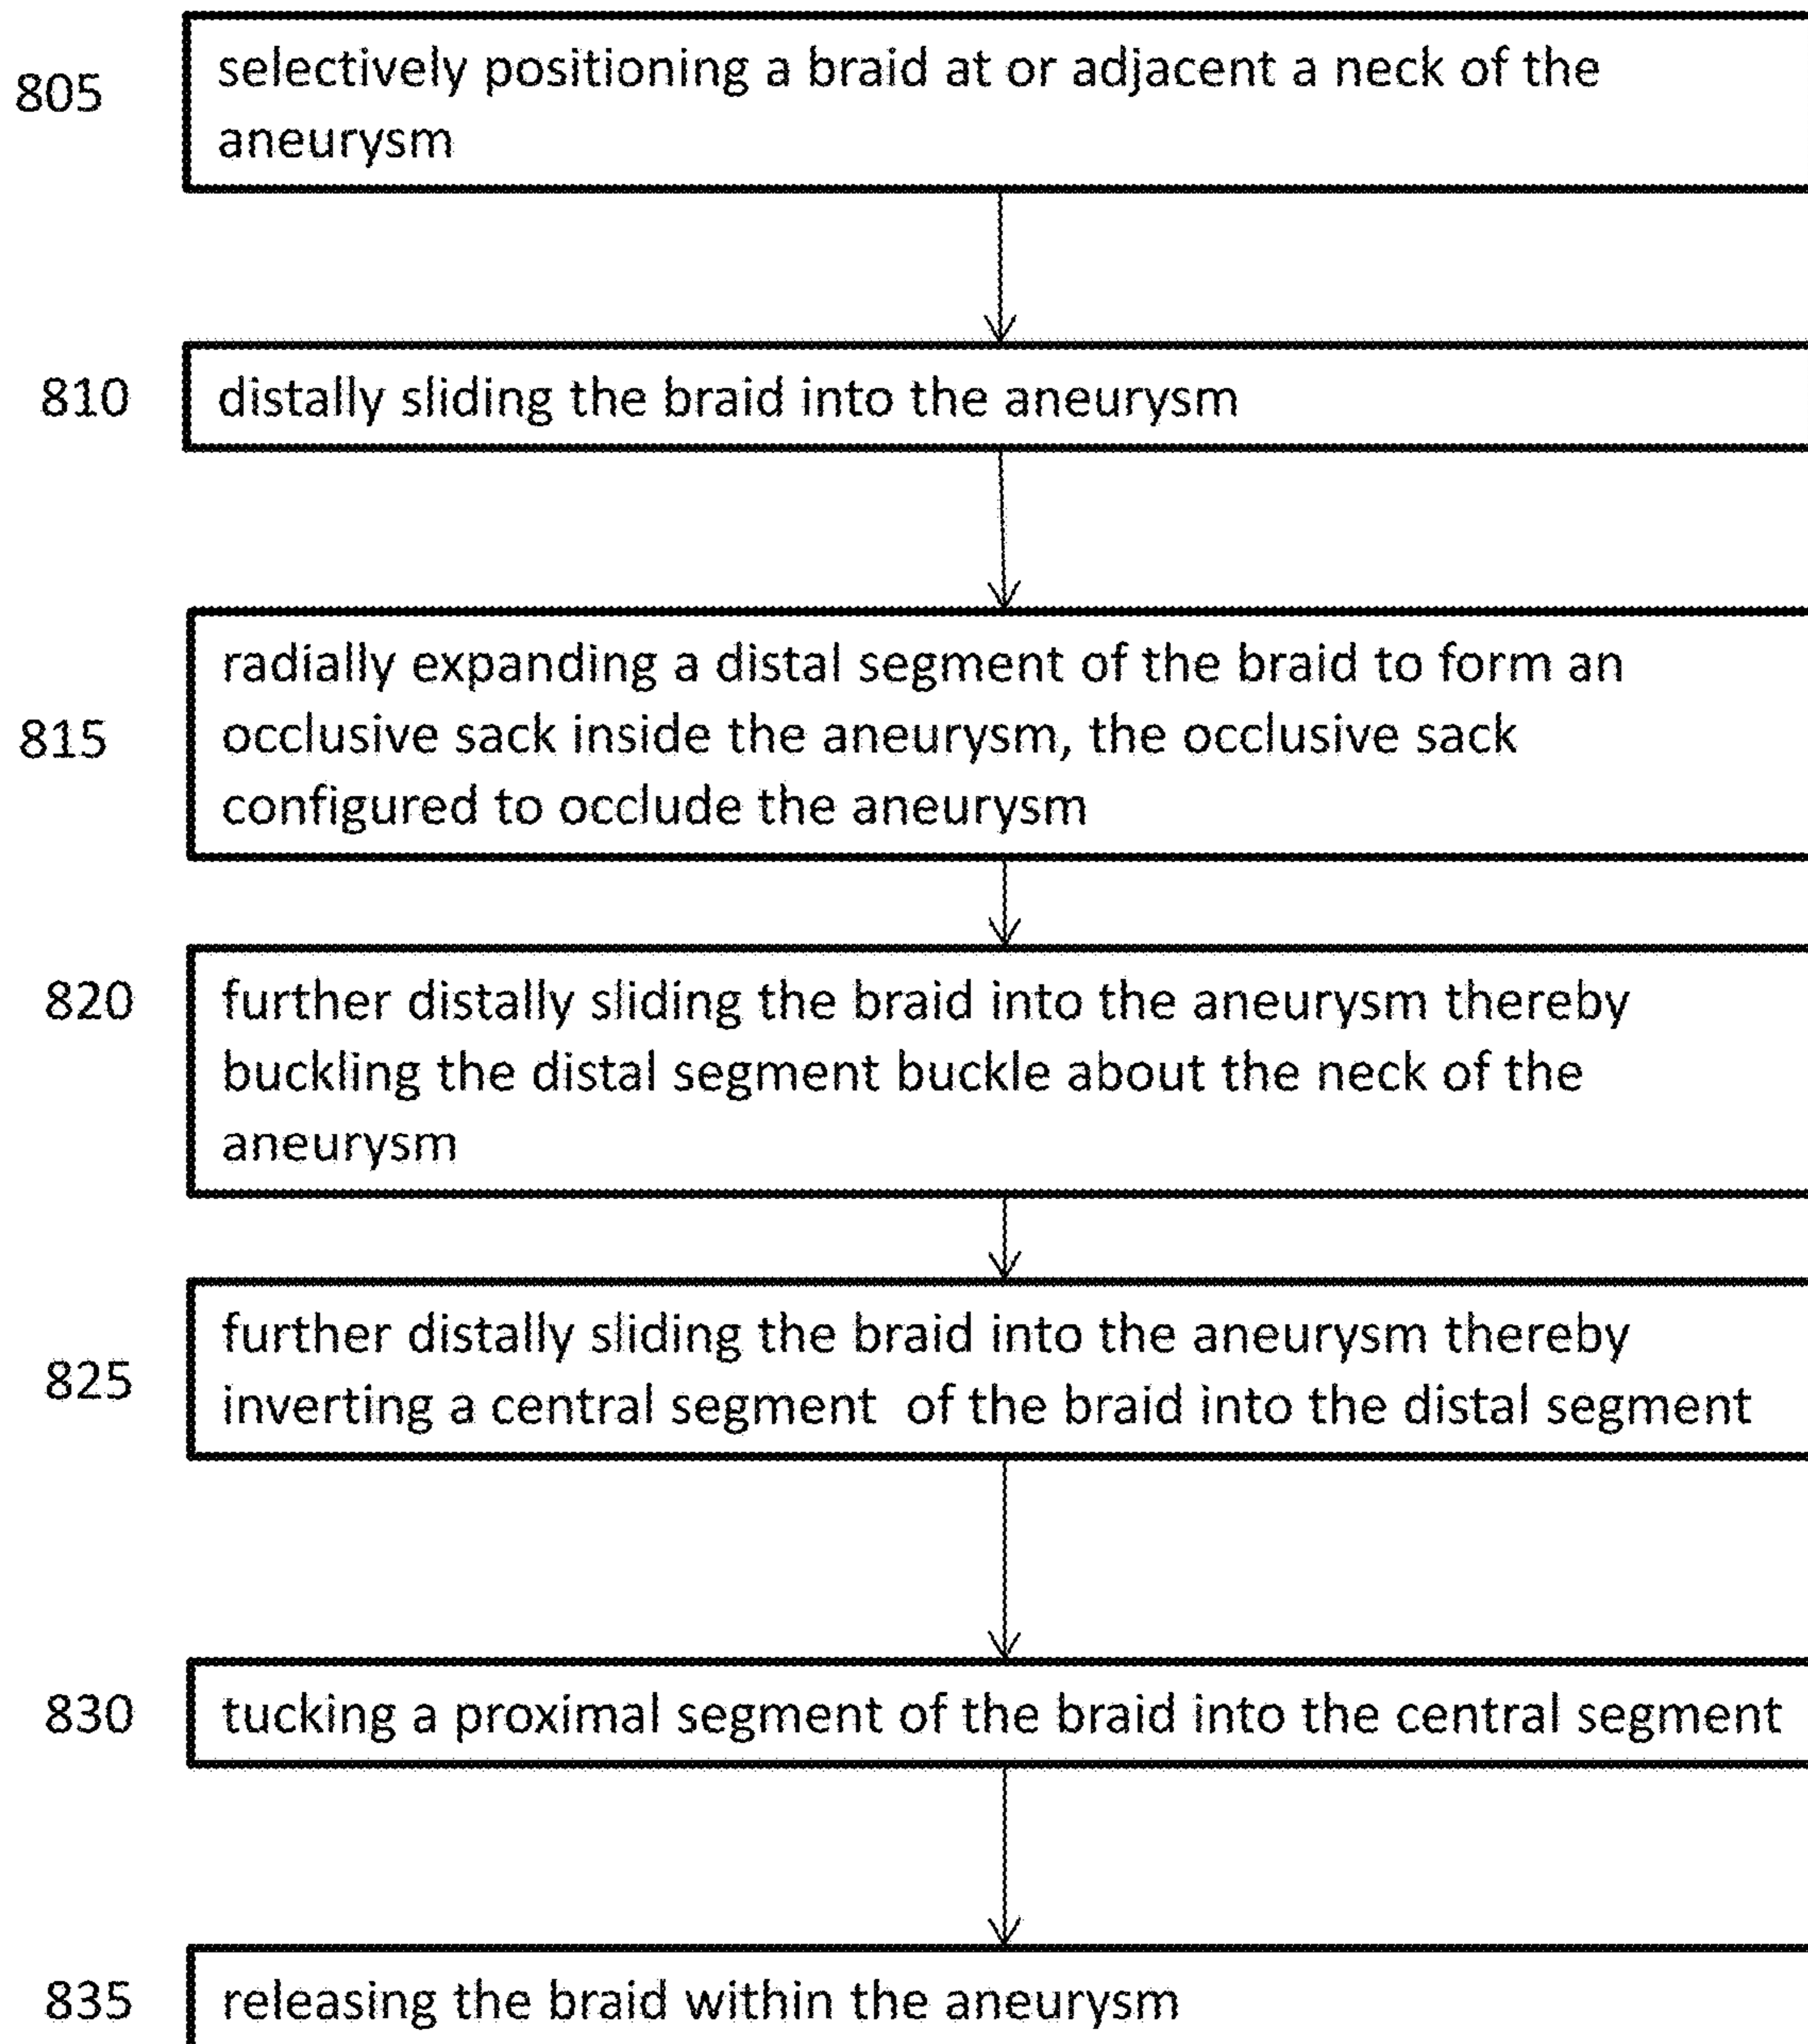 805
selectively positioning a braid at or adjacent a neck of the
aneurysm
810
distally sliding the braid into the aneurysm
815
radially expanding a distal segment of the braid to form an
occlusive sack inside the aneurysm, the occlusive sack
configured to occlude the aneurysm
820
further distally sliding the braid into the aneurysm thereby
buckling the distal segment buckle about the neck of the
aneurysm
825
further distally sliding the braid into the aneurysm thereby
inverting a central segment of the braid into the distal segment
830
tucking a proximal segment of the braid into the central segment
835
releasing the braid within the aneurysm